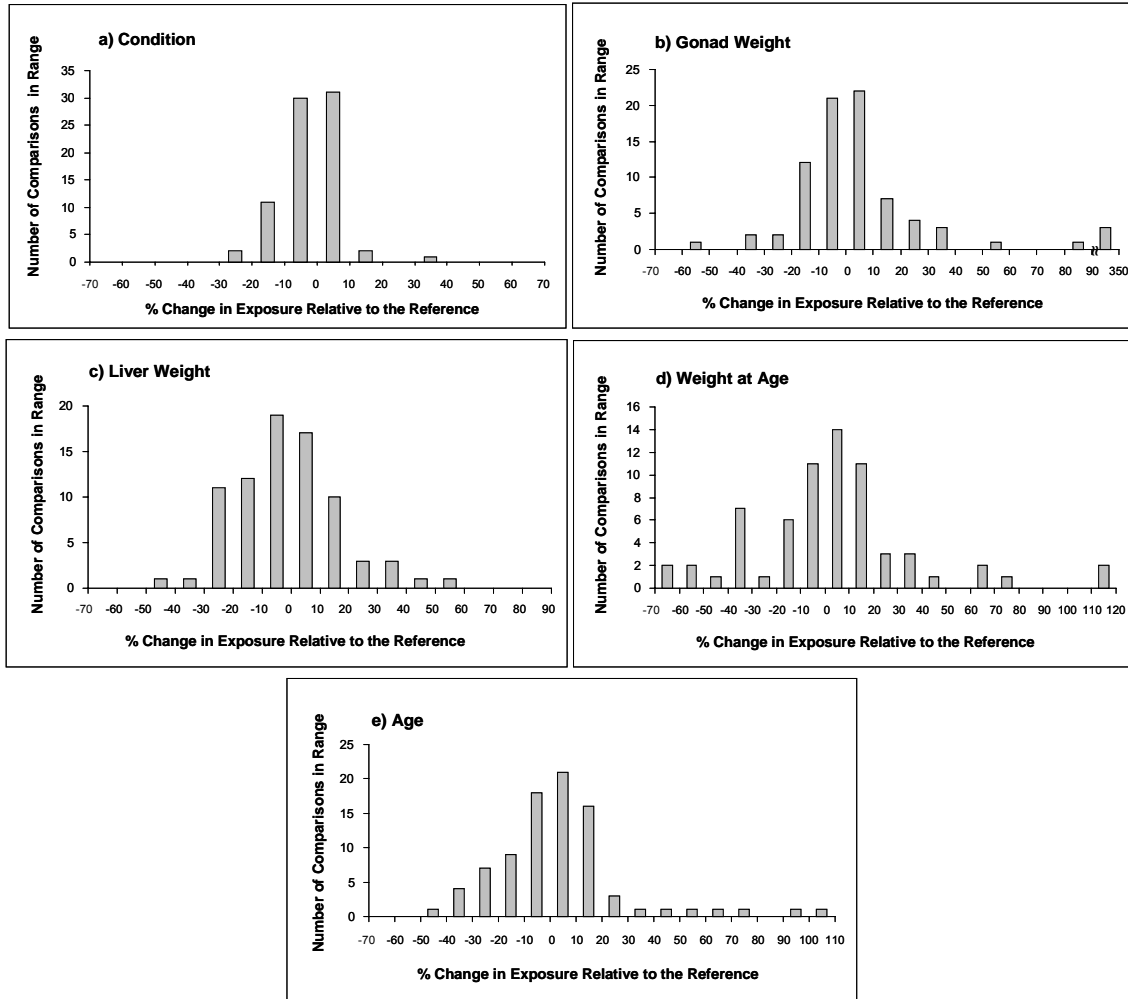 a) Condition
Number of Comparisons in Range
35
30
25
20
15
10
5
0
-70 -60 -50 -40 -30 -20 -10 0 10 20 30 40 50 60 70
% Change in Exposure Relative to the Reference
b) Gonad Weight
Number of Comparisons in Range
25
20
15
10
5
0
-70 -60 -50 -40 -30 -20 -10 0 10 20 30 40 50 60 80 90 350
% Change in Exposure Relative to the Reference
c) Liver Weight
Number of Comparisons in Range
20
15
10
5
0
-70 -60 -50 -40 -30 -20 -10 0 10 20 30 40 50 60 70 80 90
% Change in Exposure Relative to the Reference
d) Weight at Age
Number of Comparisons in Range
16
14
12
10
8
6
4
2
0
-70 -60 -50 -40 -30 -20 -10 0 10 20 30 40 50 60 70 80 90 100 110 120
% Change in Exposure Relative to the Reference
e) Age
Number of Comparisons in Range
25
20
15
10
5
0
-70 -60 -50 -40 -30 -20 -10 0 10 20 30 40 50 60 70 80 90 100 110
% Change in Exposure Relative to the Reference